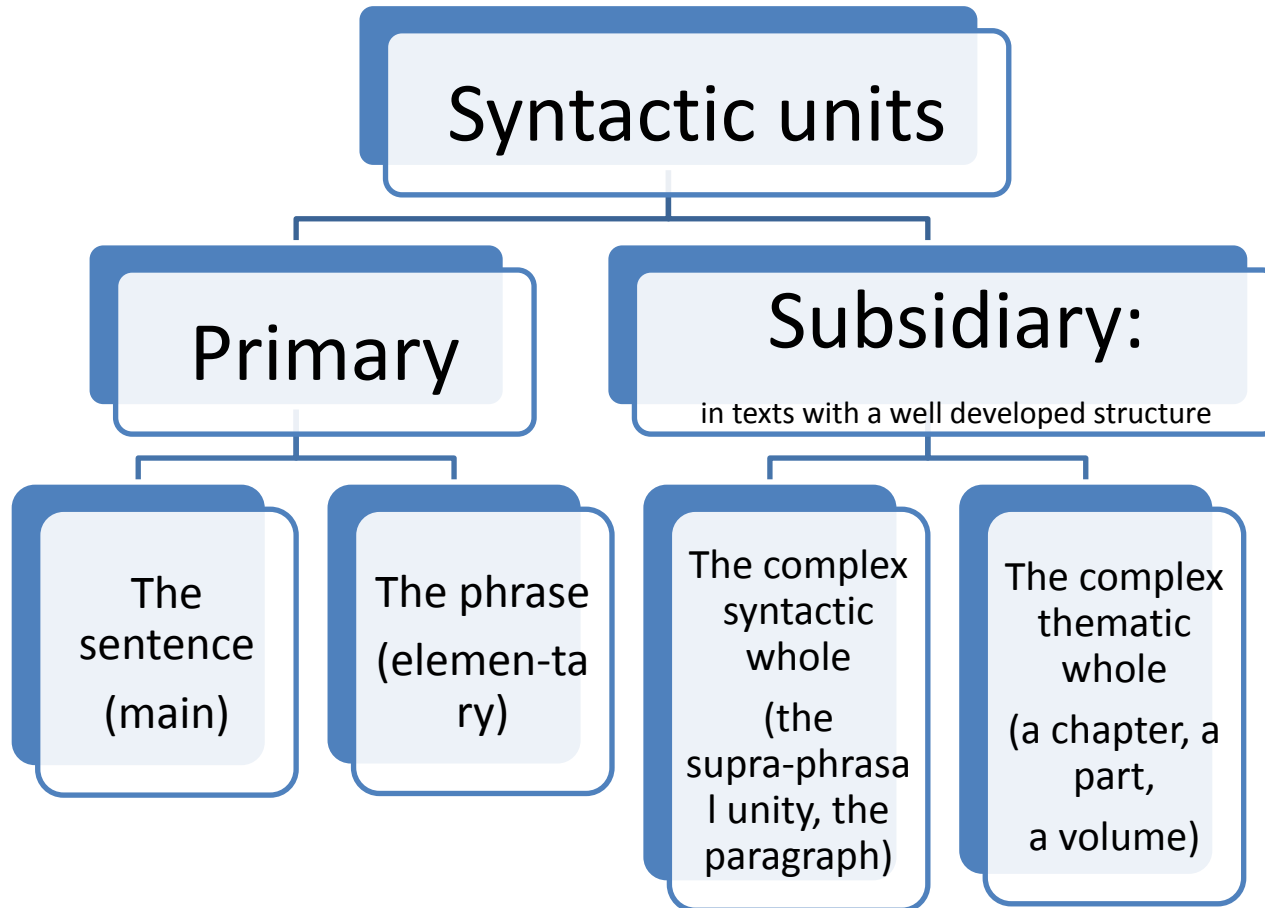 Syntactic units
Primary
Subsidiary:
in texts with a well developed structure
The
sentence
(main)
The phrase
(elemen-ta
ry)
The complex
syntactic
whole
(the
supra-phrasa
l unity, the
paragraph)
The complex
thematic
whole
(a chapter, a
part,
a volume)